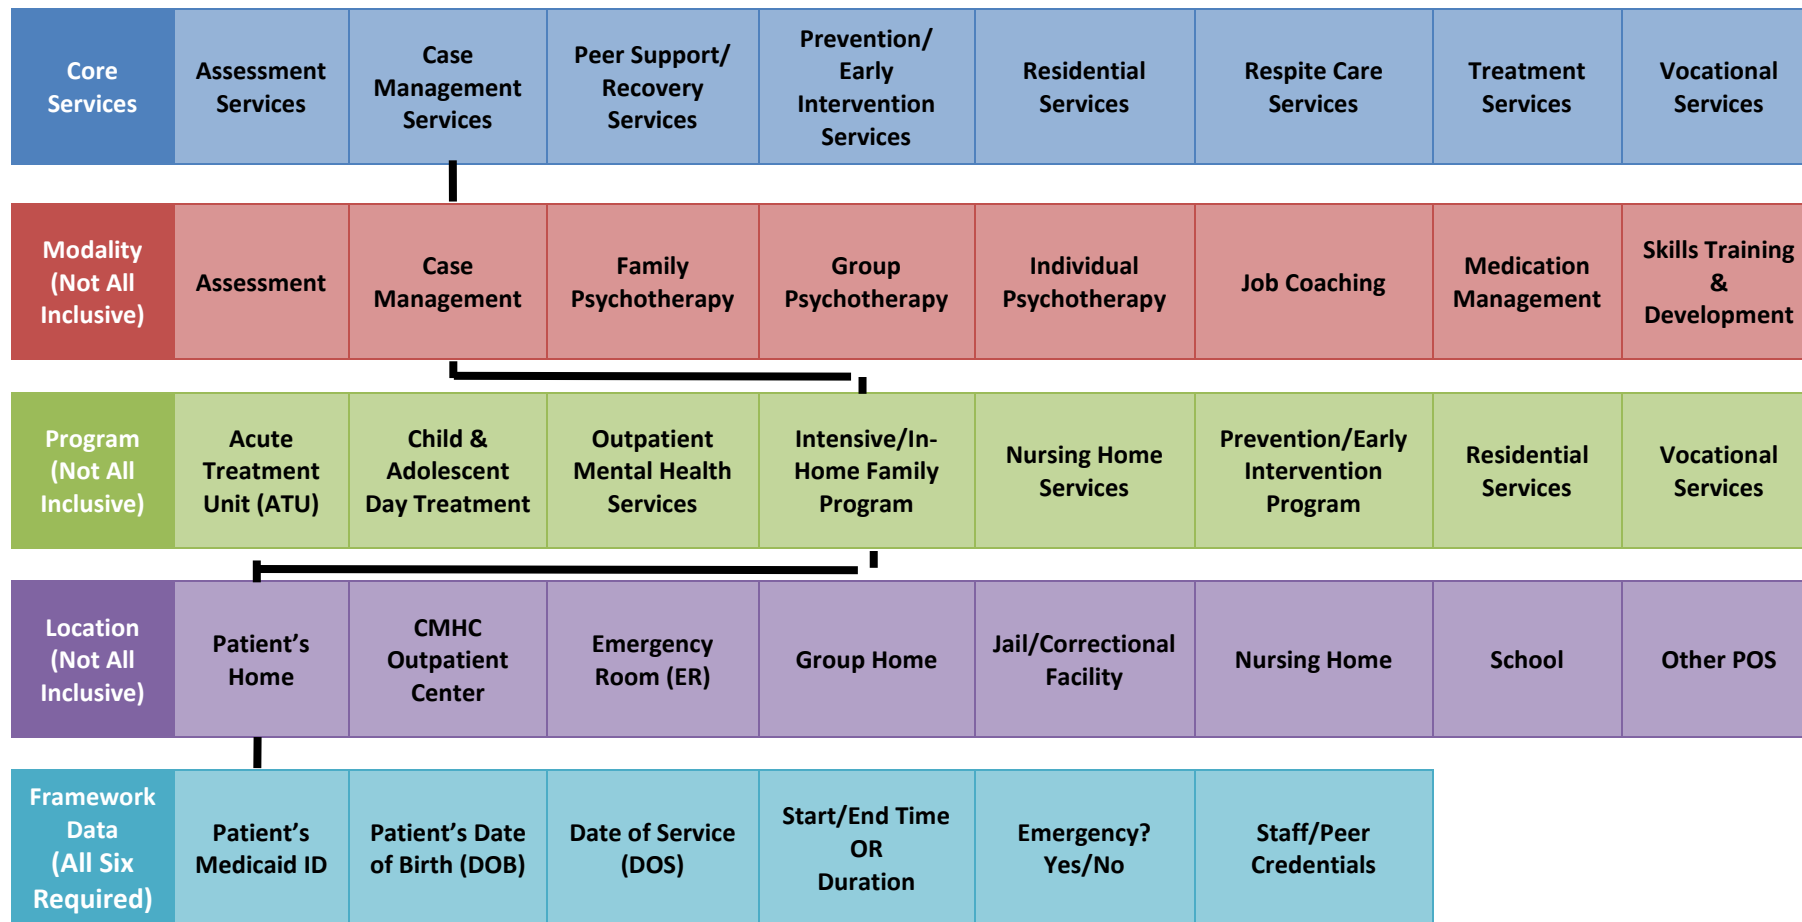 Core
Services
Assessment
Services
Case
Management
Services
Peer Support/
Recovery
Services
Prevention/
Early
Intervention
Services
Residential
Services
Respite Care
Services
Treatment
Services
Vocational
Services
Modality
(Not All
Inclusive)
Assessment
Case
Management
Family
Psychotherapy
Group
Psychotherapy
Individual
Psychotherapy
Job Coaching
Medication
Management
Skills Training
&
Development
Program
(Not All
Inclusive)
Acute
Treatment
Unit (ATU)
Child &
Adolescent
Day Treatment
Outpatient
Mental Health
Services
Intensive/In-
Home Family
Program
Nursing Home
Services
Prevention/Early
Intervention
Program
Residential
Services
Vocational
Services
Location
(Not All
Inclusive)
Patient’s
Home
CMHC
Outpatient
Center
Emergency
Room (ER)
Group Home
Jail/Correctional
Facility
Nursing Home
School
Other POS
Framework
Data
(All Six
Required)
Patient’s
Medicaid ID
Patient’s Date
of Birth (DOB)
Date of Service
(DOS)
Start/End Time
OR
Duration
Emergency?
Yes/No
Staff/Peer
Credentials